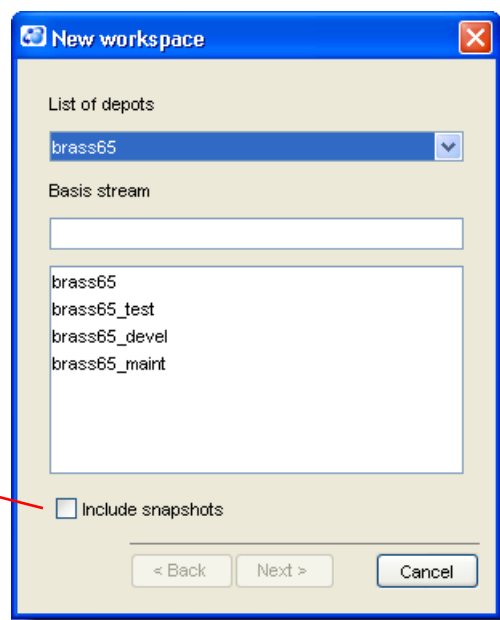 New workspace
List of depots
brass65
Basis stream
brass65
brass65_test
brass65_devel
brass65_maint
Include snapshots
< Back Next > Cancel